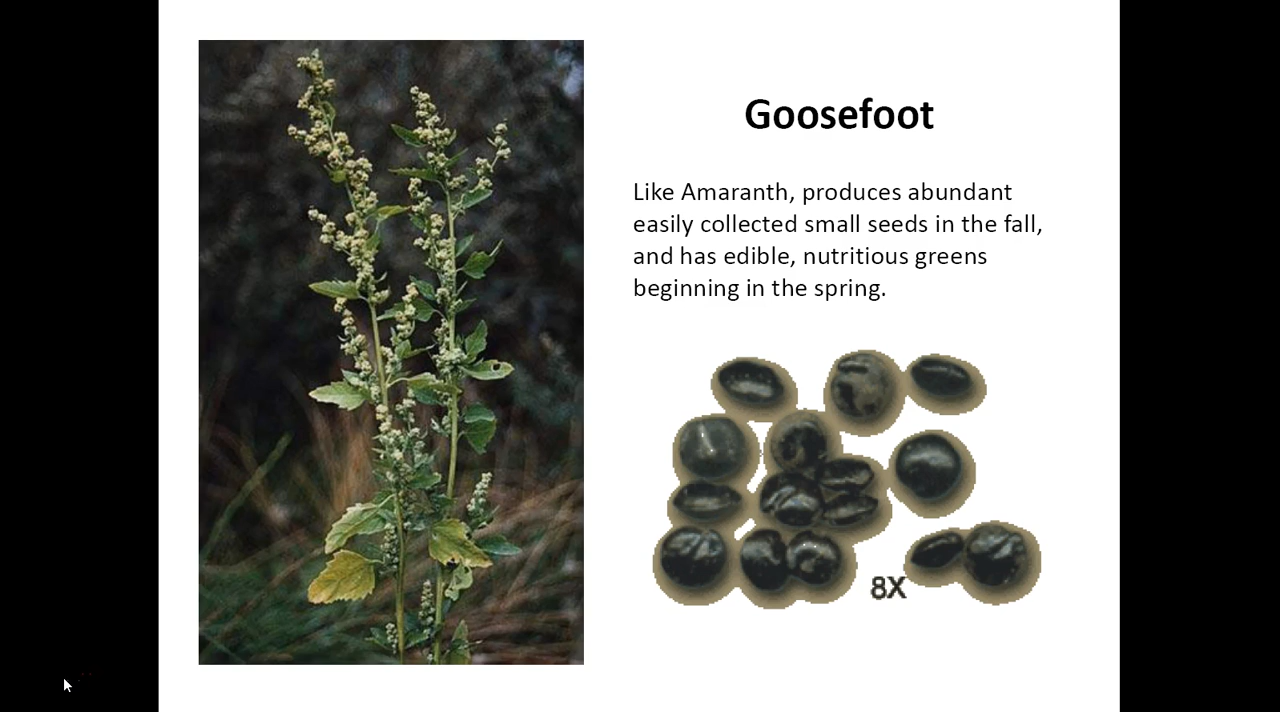 Goosefoot
Like Amaranth, produces abundant
easily collected small seeds in the fall,
and has edible, nutritious greens
beginning in the spring.
8X